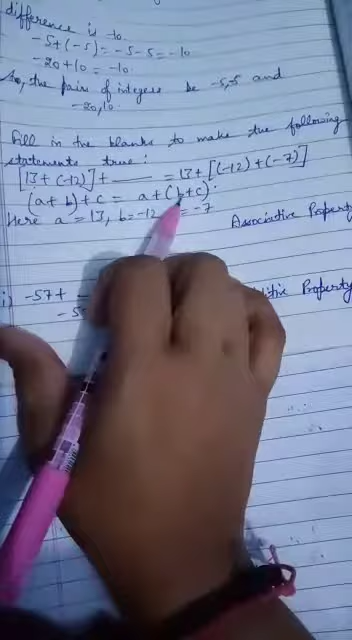 difference is -10
-5+(-5) = -5-5 = -10
-20+10 = -10.
So, the pairs of integers be -5,-5 and
-20,10.
Fill in the blanks to make the following
statements true:
[13+(-12)] + ____ = 13+[(-12)+(-7)]
(a+b)+c = a+(b+c).
Here a = 13, b = -12 = -7
Associative Property
i) -57+
Property